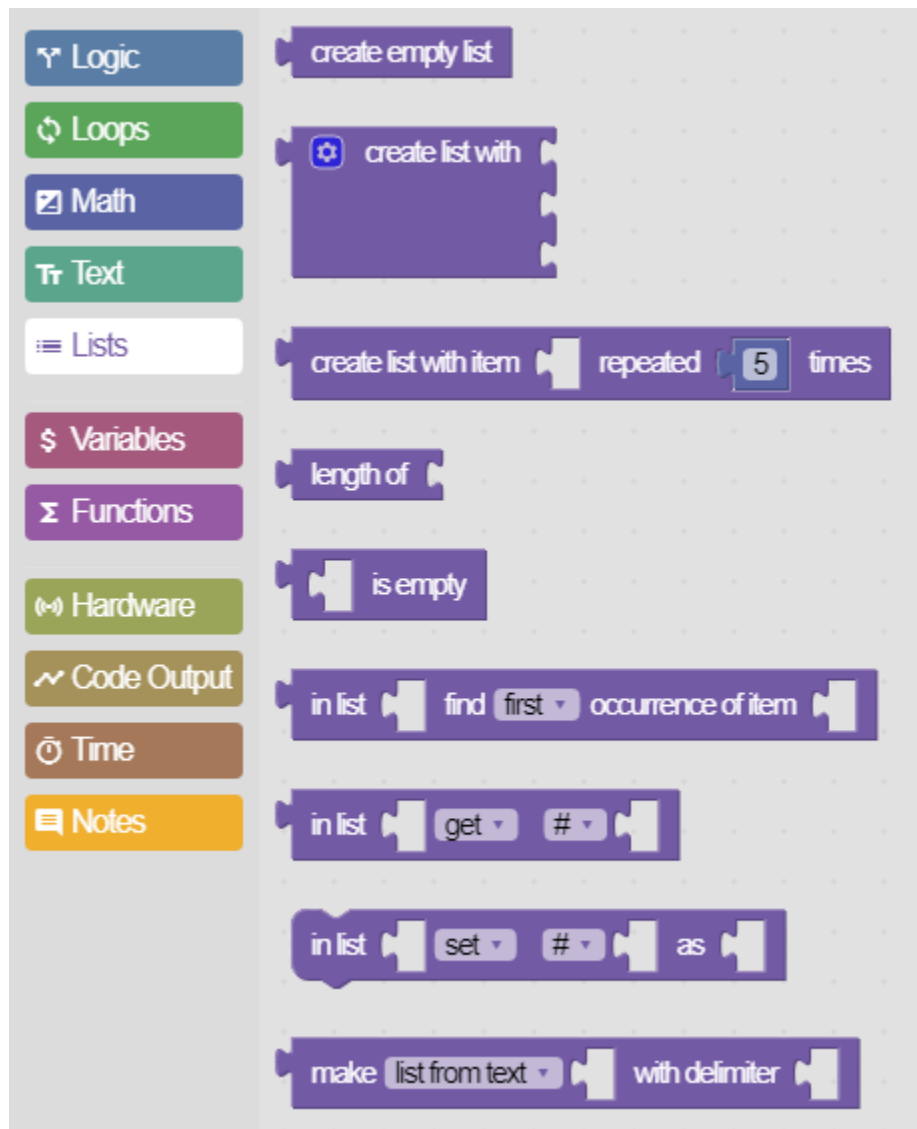 Logic
Loops
Math
Text
Lists
$ Variables
Σ Functions
Hardware
Code Output
Time
Notes
create empty list
create list with
create list with item repeated 5 times
length of
is empty
in list find first occurrence of item
in list get #
in list set # as
make list from text with delimiter